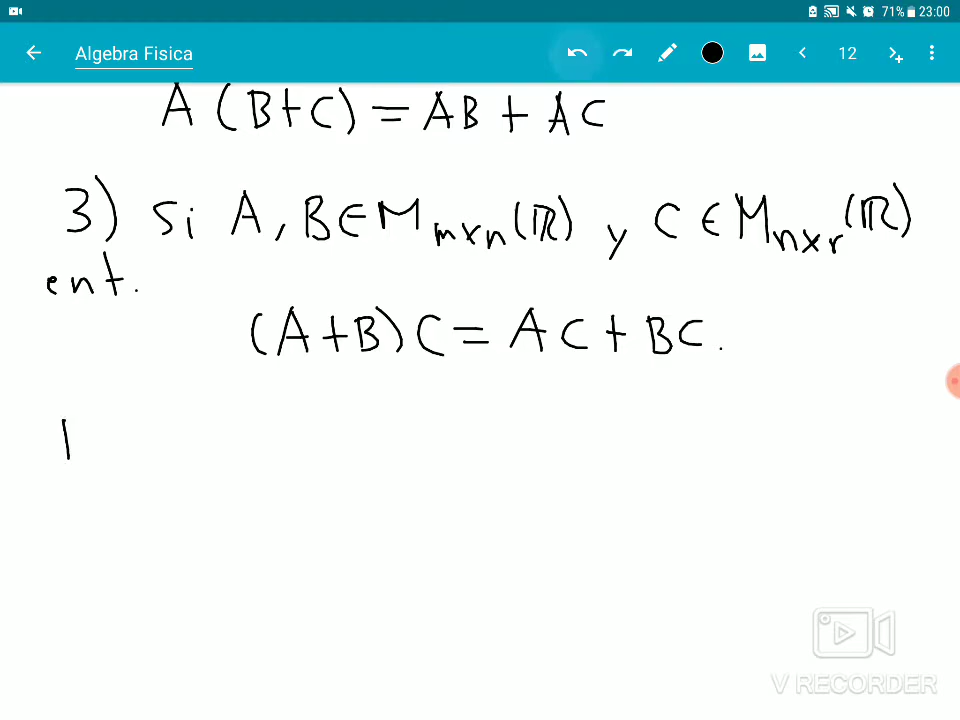 71% 23:00
Algebra Fisica 12
A (B+C) = AB + AC
3) Si A, B ∈ M_{m×n}(ℝ) y C ∈ M_{n×r}(ℝ)
ent.
(A+B)C = AC + BC.
V RECORDER